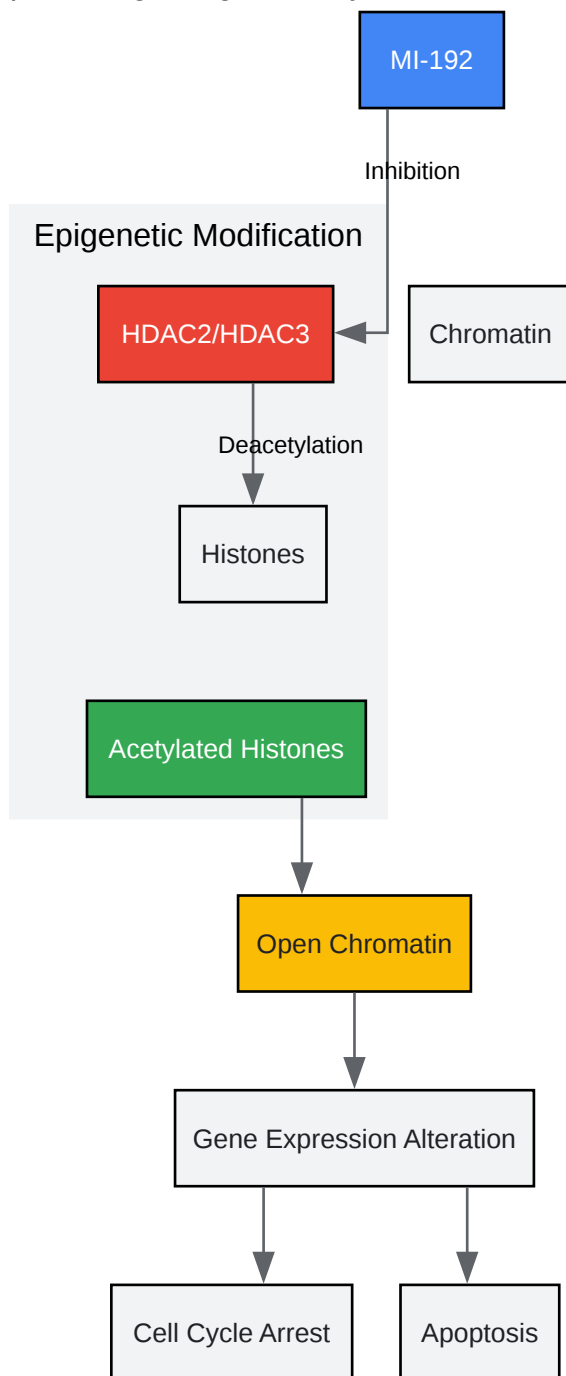 MI-192
Inhibition
Epigenetic Modification
HDAC2/HDAC3
Chromatin
Deacetylation
Histones
Acetylated Histones
Open Chromatin
Gene Expression Alteration
Cell Cycle Arrest
Apoptosis